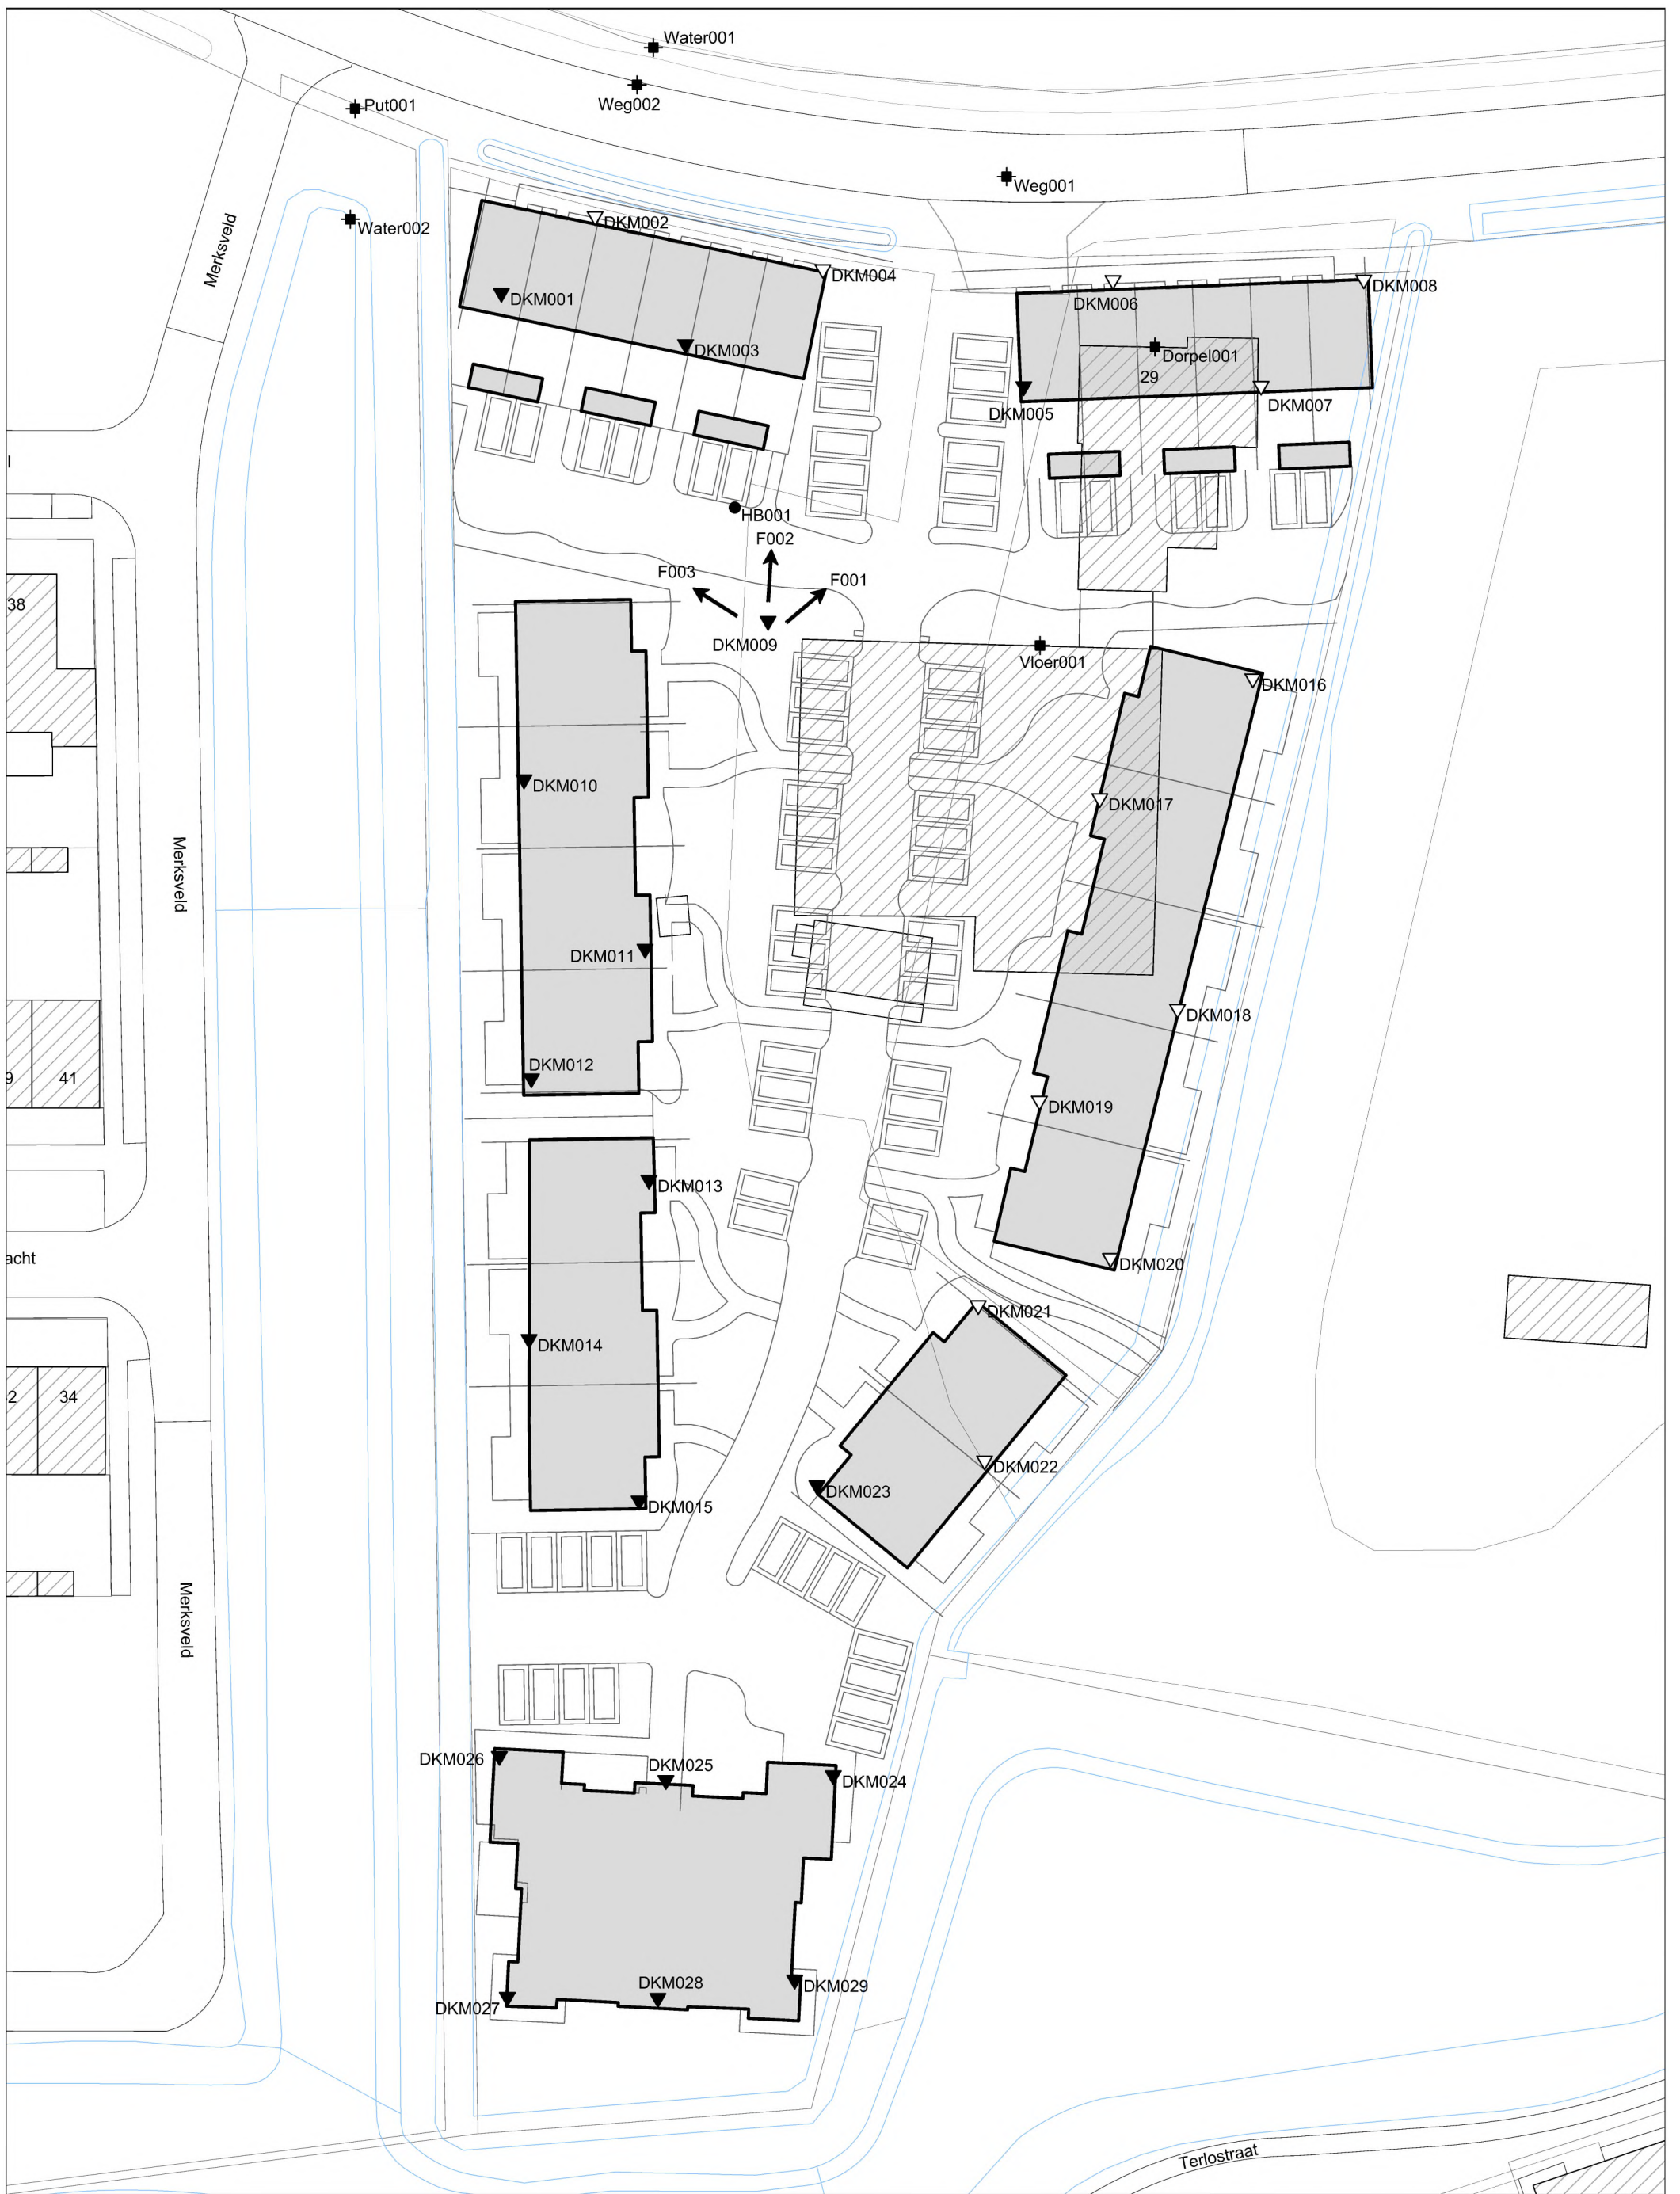 Water001
Weg002
Put001
Weg001
Water002
Merksveld
DKM002
DKM004
DKM001
DKM003
DKM006
DKM008
Dorpel001
29
DKM005
DKM007
l
HB001
F002
F003
F001
DKM009
38
Vloer001
DKM016
DKM010
DKM017
Merksveld
DKM011
DKM018
DKM012
9
41
DKM019
DKM013
acht
DKM020
DKM021
DKM014
2
34
DKM022
DKM023
DKM015
Merksveld
DKM026
DKM025
DKM024
DKM028
DKM029
DKM027
Terlostraat